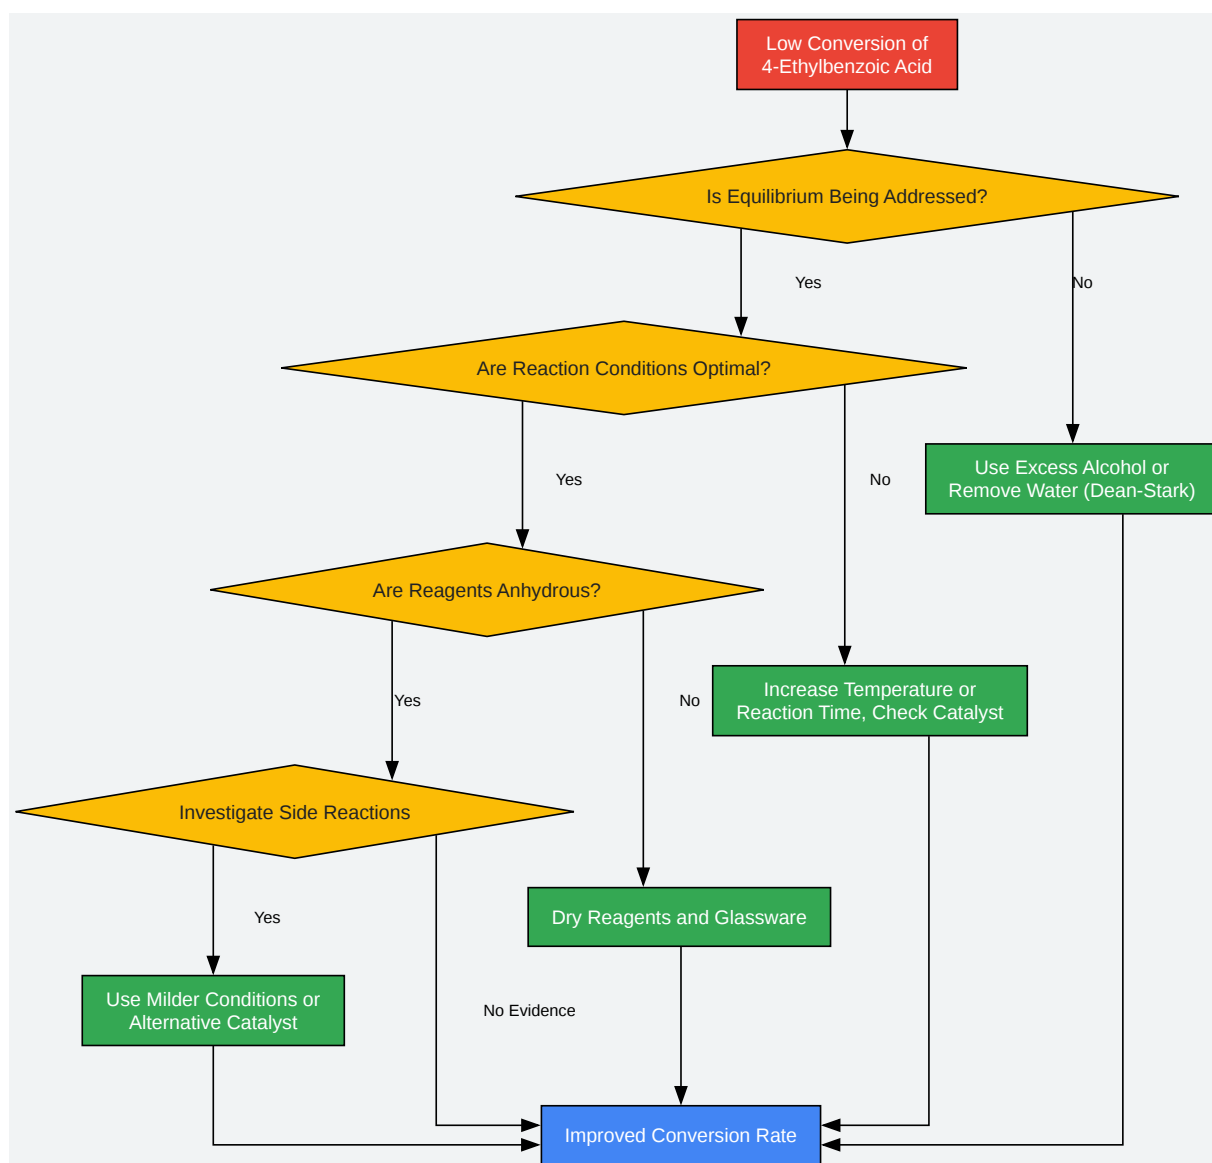 Low Conversion of
4-Ethylbenzoic Acid
Is Equilibrium Being Addressed?
Yes
No
Are Reaction Conditions Optimal?
Use Excess Alcohol or
Remove Water (Dean-Stark)
Yes
No
Are Reagents Anhydrous?
Increase Temperature or
Reaction Time, Check Catalyst
Yes
No
Investigate Side Reactions
Yes
Dry Reagents and Glassware
Use Milder Conditions or
Alternative Catalyst
No Evidence
Improved Conversion Rate